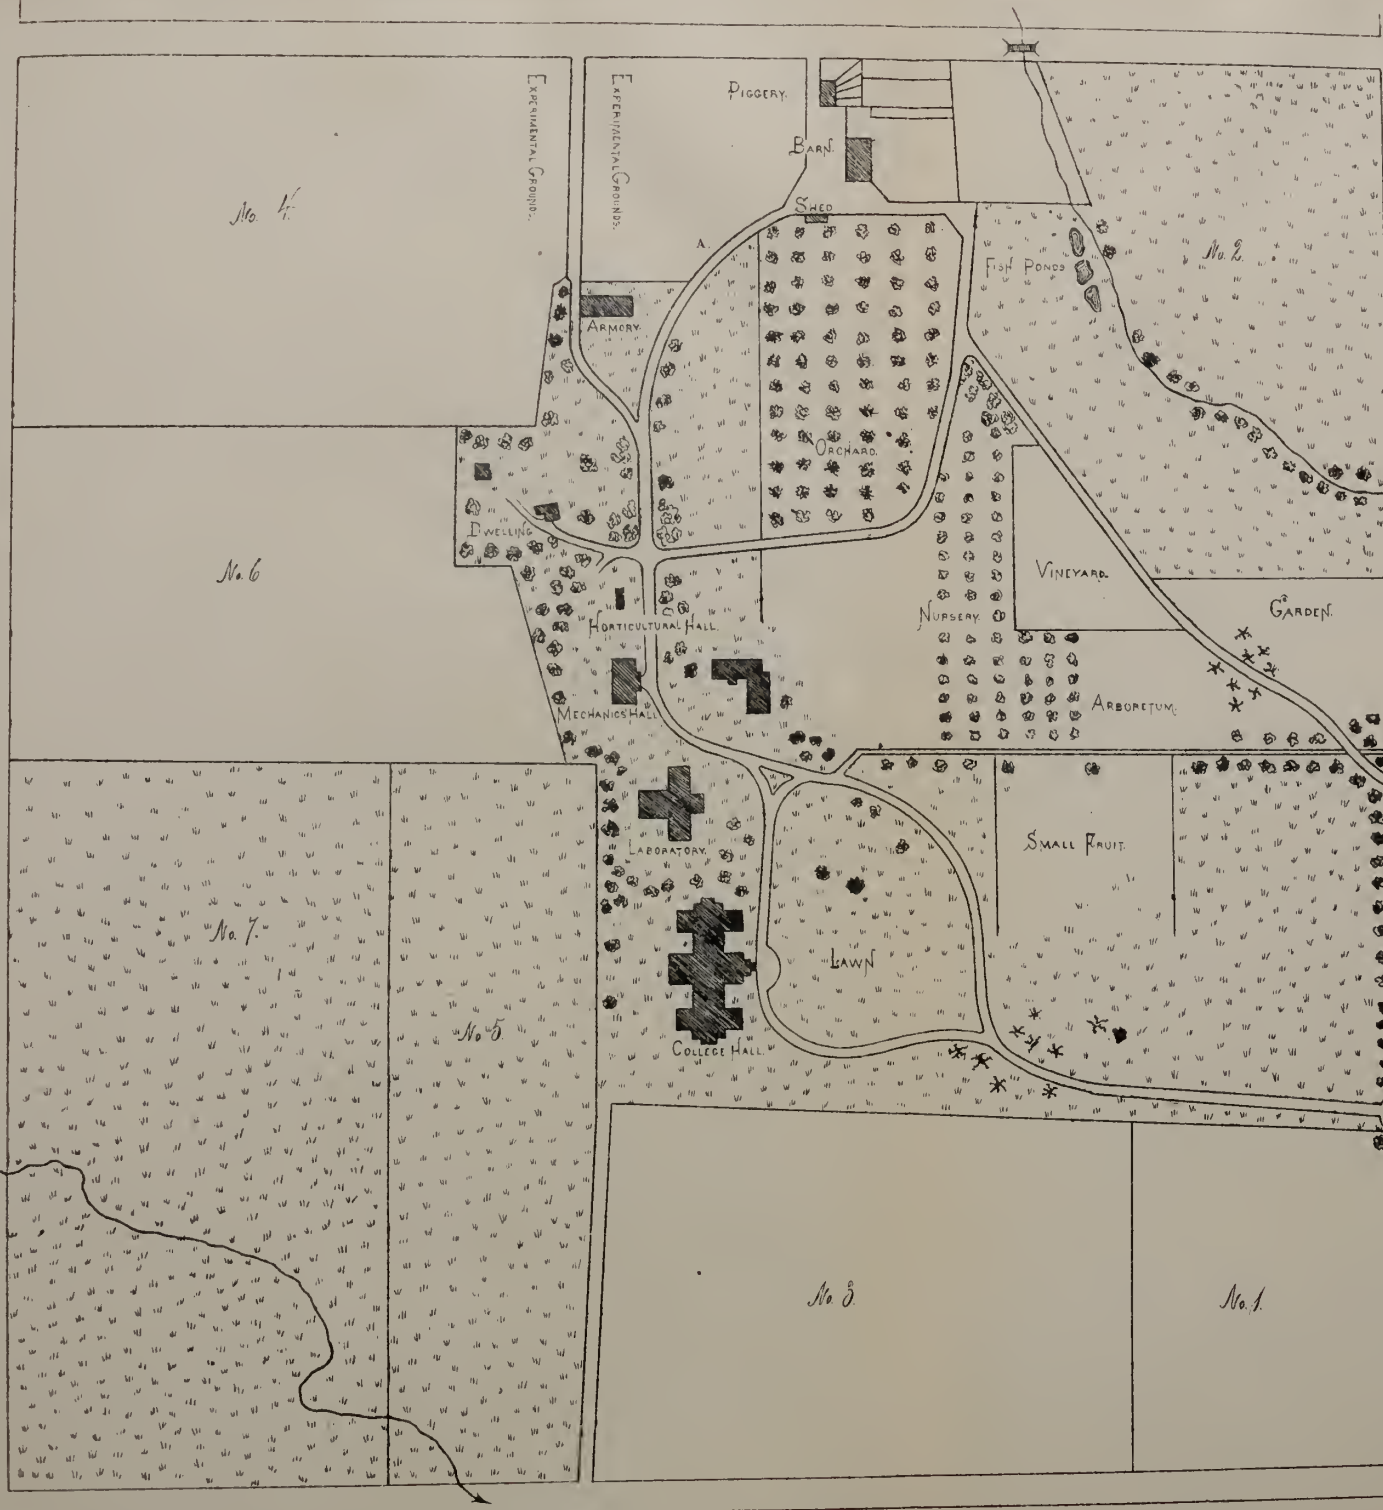 PIGGERY.
EXPERIMENTAL GROUND.
EXPERIMENTAL GROUNDS.
BARN.
No. 4.
SHED
A.
No. 2.
FISH PONDS
ARMORY.
ORCHARD.
DWELLING
No. 6
VINEYARD.
GARDEN.
NURSERY.
HORTICULTURAL HALL.
MECHANICS HALL.
ARBORETUM.
LABORATORY.
SMALL FRUIT.
No. 7.
LAWN
No 5.
COLLEGE HALL.
No. 3.
No. 1.